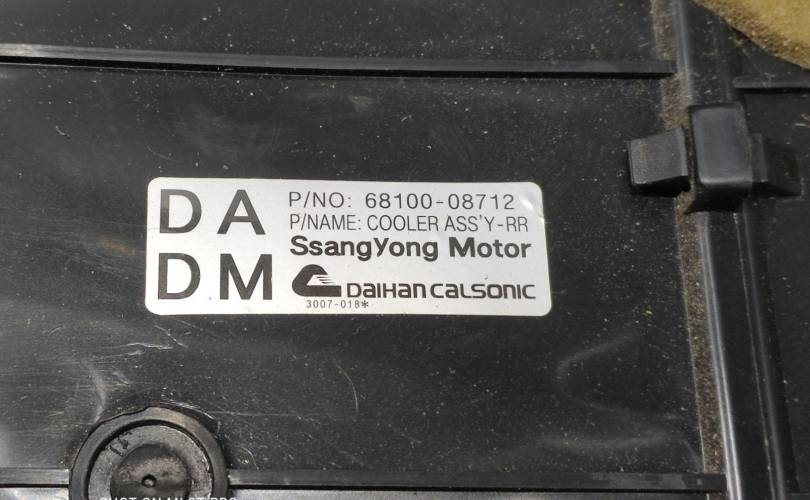 DA
DM
P/NO: 68100-08712
P/NAME: COOLER ASS'Y-RR
SsangYong Motor
DAIHAN CALSONIC
3007-018*